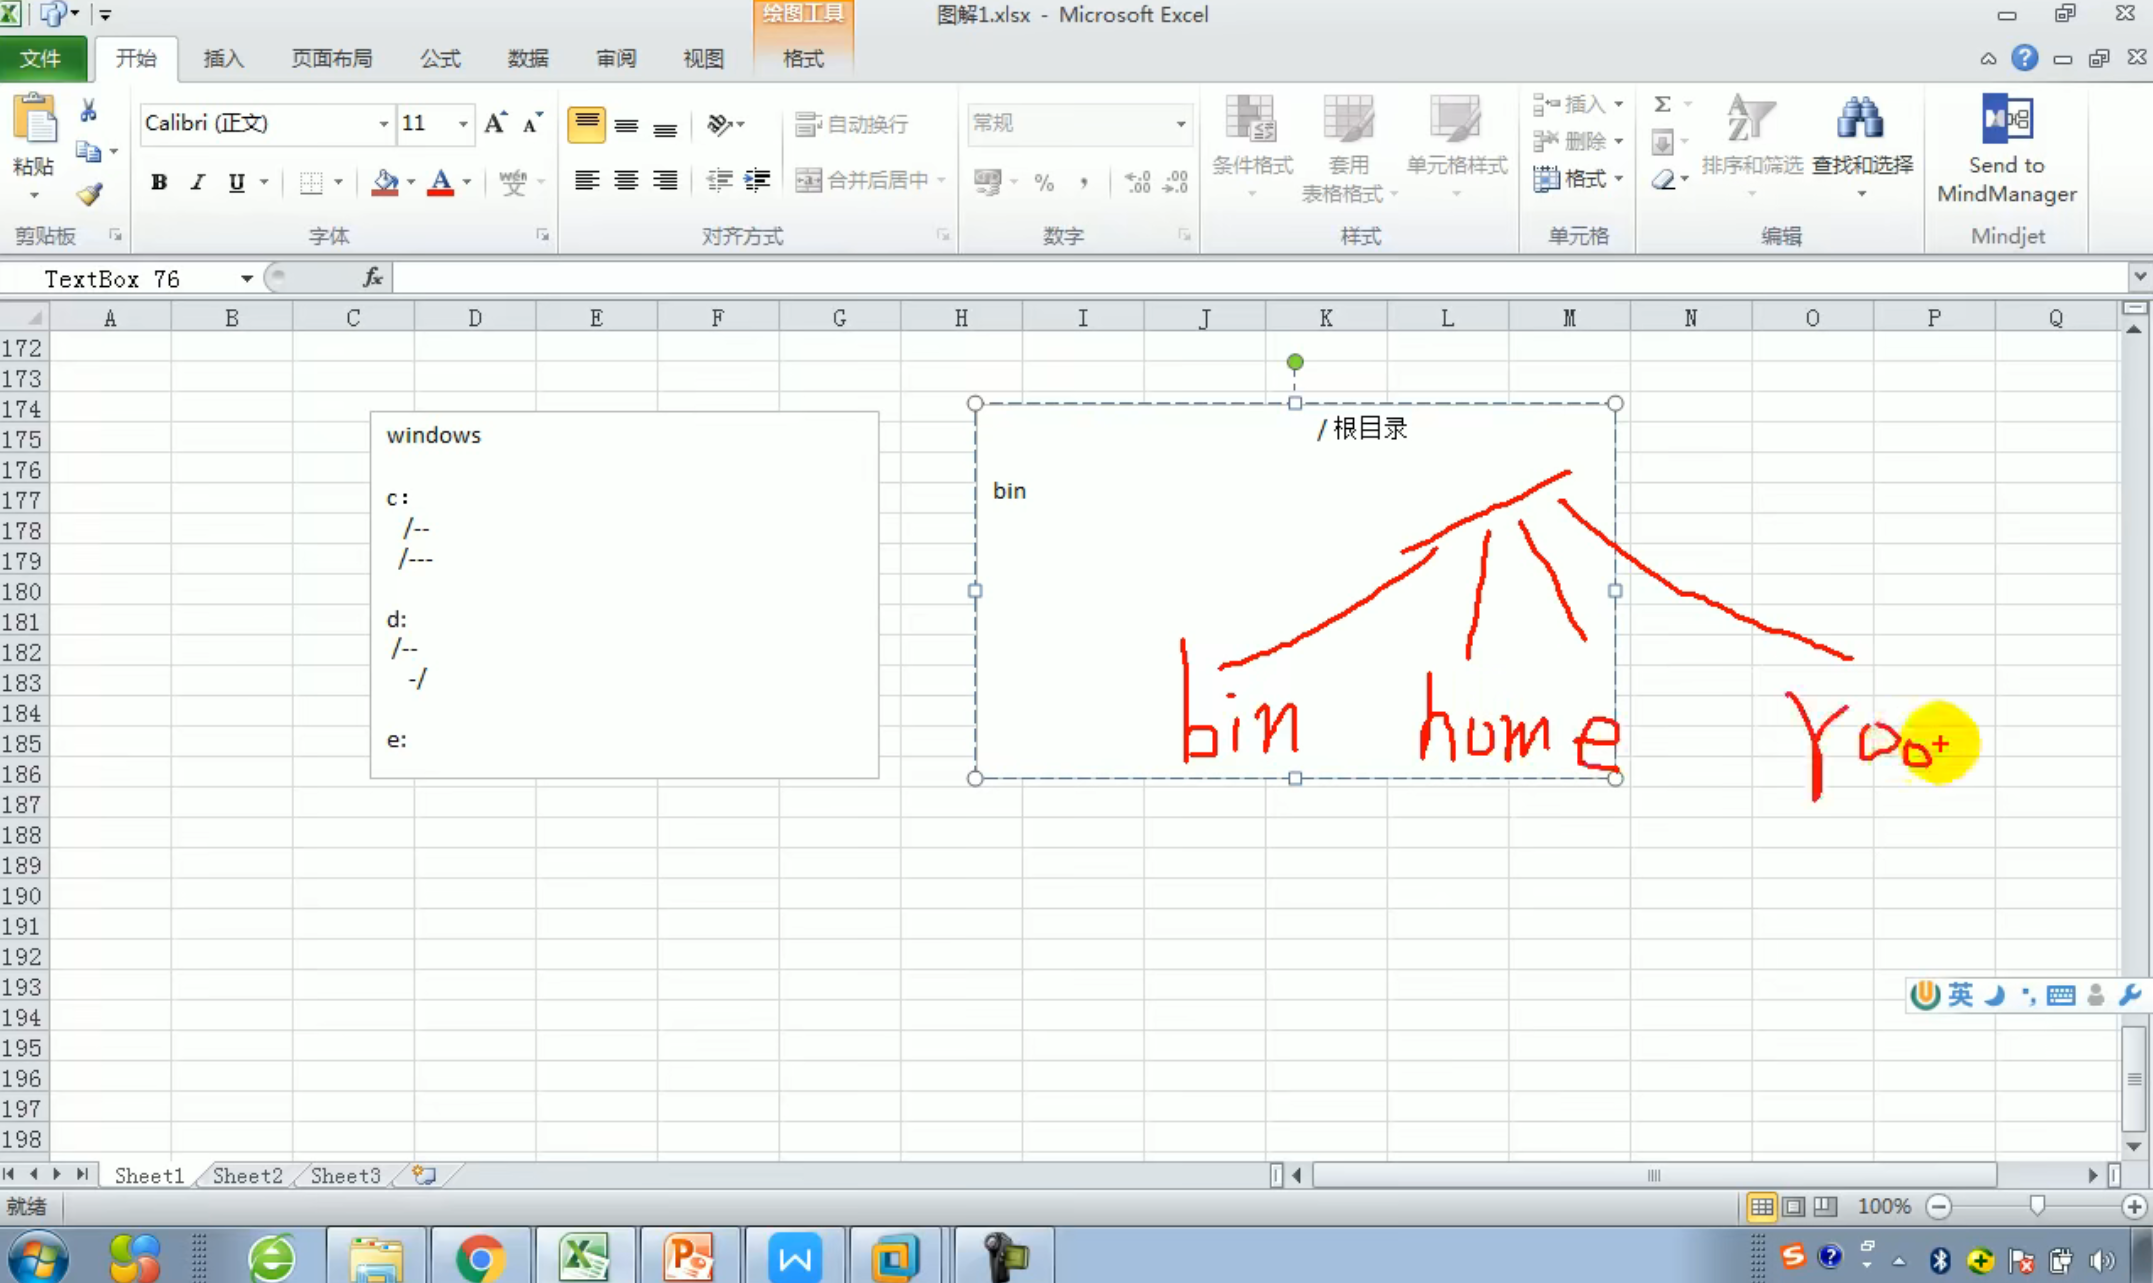 绘图工具
图解1.xlsx - Microsoft Excel
文件 开始 插入 页面布局 公式 数据 审阅 视图 格式
粘贴
Calibri (正文) 11
B I U
wén 文
自动换行
合并后居中
常规
% , .00
条件格式 套用表格格式 单元格样式
插入
删除
格式
Σ
排序和筛选 查找和选择
Send to MindManager
剪贴板 字体 对齐方式 数字 样式 单元格 编辑 Mindjet
TextBox 76 fx
A B C D E F G H I J K L M N O P Q
172
173
174
175
176
177
178
179
180
181
182
183
184
185
186
187
188
189
190
191
192
193
194
195
196
197
198
windows
c:
/--
/---
d:
/--
-/
e:
/ 根目录
bin
bin home roo
英
Sheet1 Sheet2 Sheet3
就绪 100%